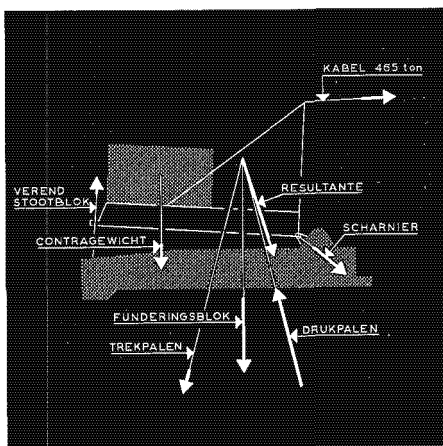 KABEL 465 ton
VEREND
STOOTBLOK
RESULTANTE
CONTRAGEWICHT
SCHARNIER
FUNDERINGSBLOK
DRUKPALEN
TREKPALEN